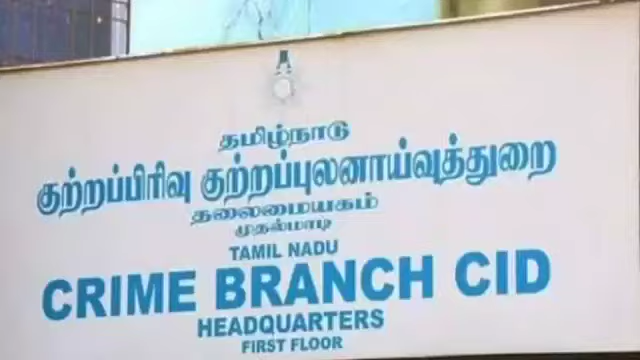 தமிழ்நாடு
குற்றப்பிரிவு குற்றப்புலனாய்வுத்துறை
தலைமையகம்
முதல்மாடி
TAMIL NADU
CRIME BRANCH CID
HEADQUARTERS
FIRST FLOOR